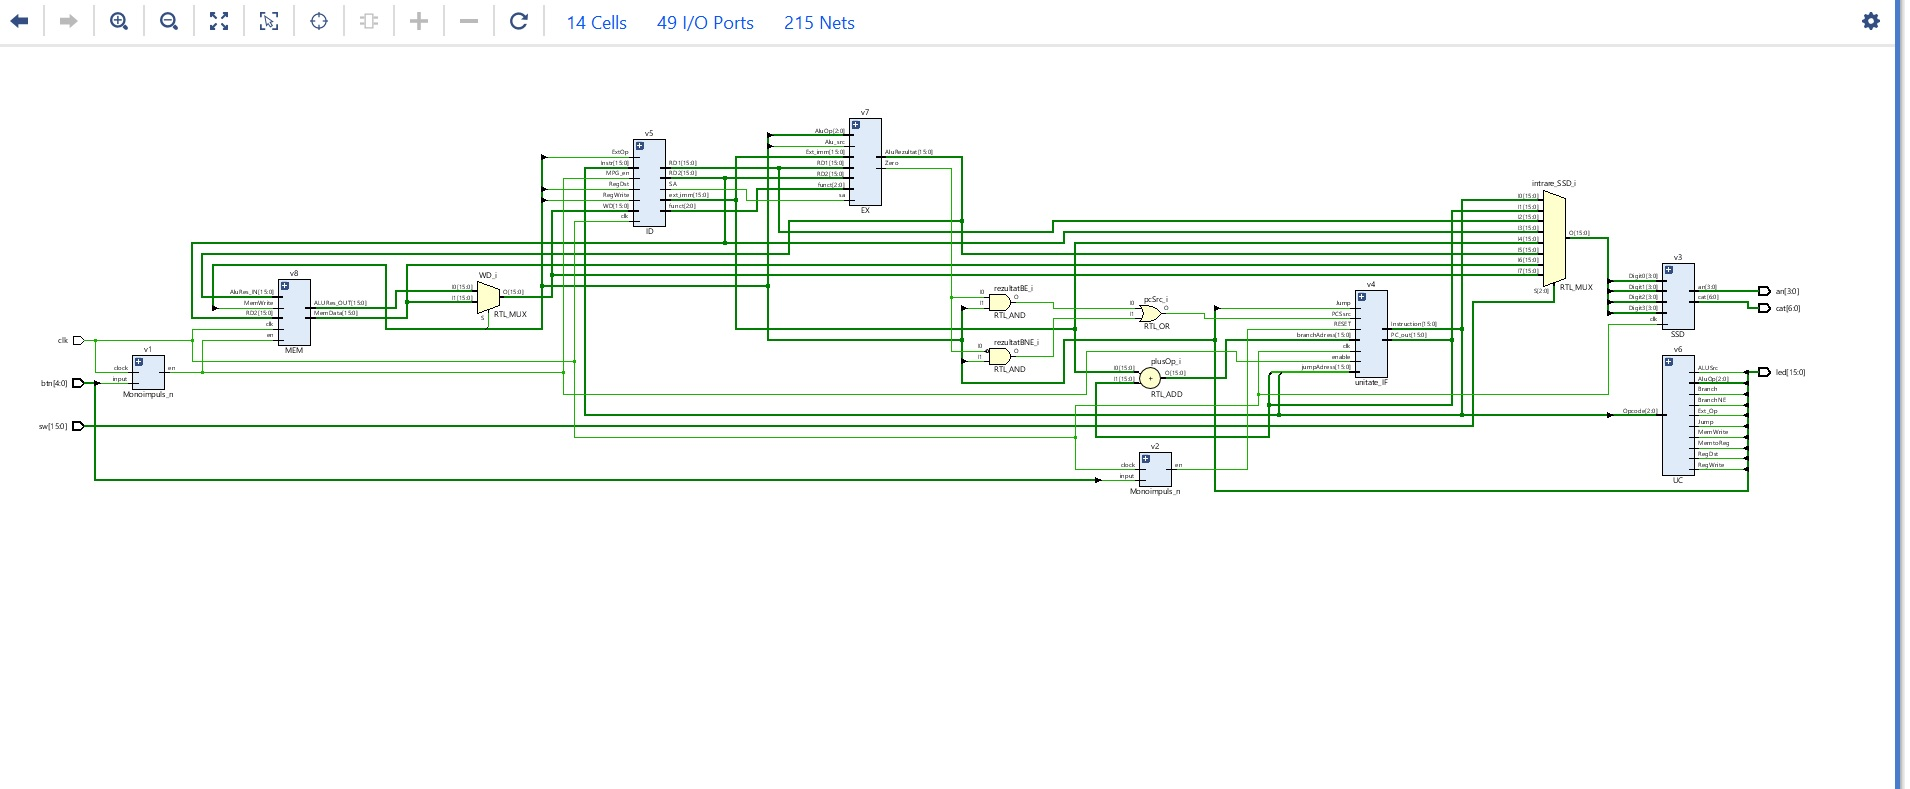 14 Cells 49 I/O Ports 215 Nets
v7
AluOp[2:0]
Alu_src
Ext_imm[15:0]
RD1[15:0]
RD2[15:0]
funct[2:0]
sa
AluRezultat[15:0]
Zero
EX
v5
ExtOp
Instr[15:0]
MPG_en
RegDst
RegWrite
WD[15:0]
clk
RD1[15:0]
RD2[15:0]
SA
ext_imm[15:0]
funct[2:0]
ID
intrare_SSD_i
I0[15:0]
I1[15:0]
I2[15:0]
I3[15:0]
I4[15:0]
I5[15:0]
I6[15:0]
I7[15:0]
S[2:0]
O[15:0]
RTL_MUX
v3
Digit0[3:0]
Digit1[3:0]
Digit2[3:0]
Digit3[3:0]
clk
an[3:0]
cat[6:0]
SSD
an[3:0]
cat[6:0]
v8
AluRes_IN[15:0]
MemWrite
RD2[15:0]
clk
en
ALURes_OUT[15:0]
MemData[15:0]
MEM
WD_i
I0[15:0]
I1[15:0]
S
O[15:0]
RTL_MUX
rezultatBE_i
I0
I1
O
RTL_AND
rezultatBNE_i
I0
I1
O
RTL_AND
pcSrc_i
I0
I1
O
RTL_OR
plusOp_i
I0[15:0]
I1[15:0]
+
O[15:0]
RTL_ADD
v4
Jump
PCSsrc
RESET
branchAdress[15:0]
clk
enable
jumpAdress[15:0]
Instruction[15:0]
PC_out[15:0]
unitate_IF
clk
btn[4:0]
sw[15:0]
v1
clock
input
en
Monoimpuls_n
v2
clock
input
en
Monoimpuls_n
v6
Opcode[2:0]
ALUSrc
AluOp[2:0]
Branch
BranchNE
Ext_Op
Jump
MemWrite
MemtoReg
RegDst
RegWrite
UC
led[15:0]